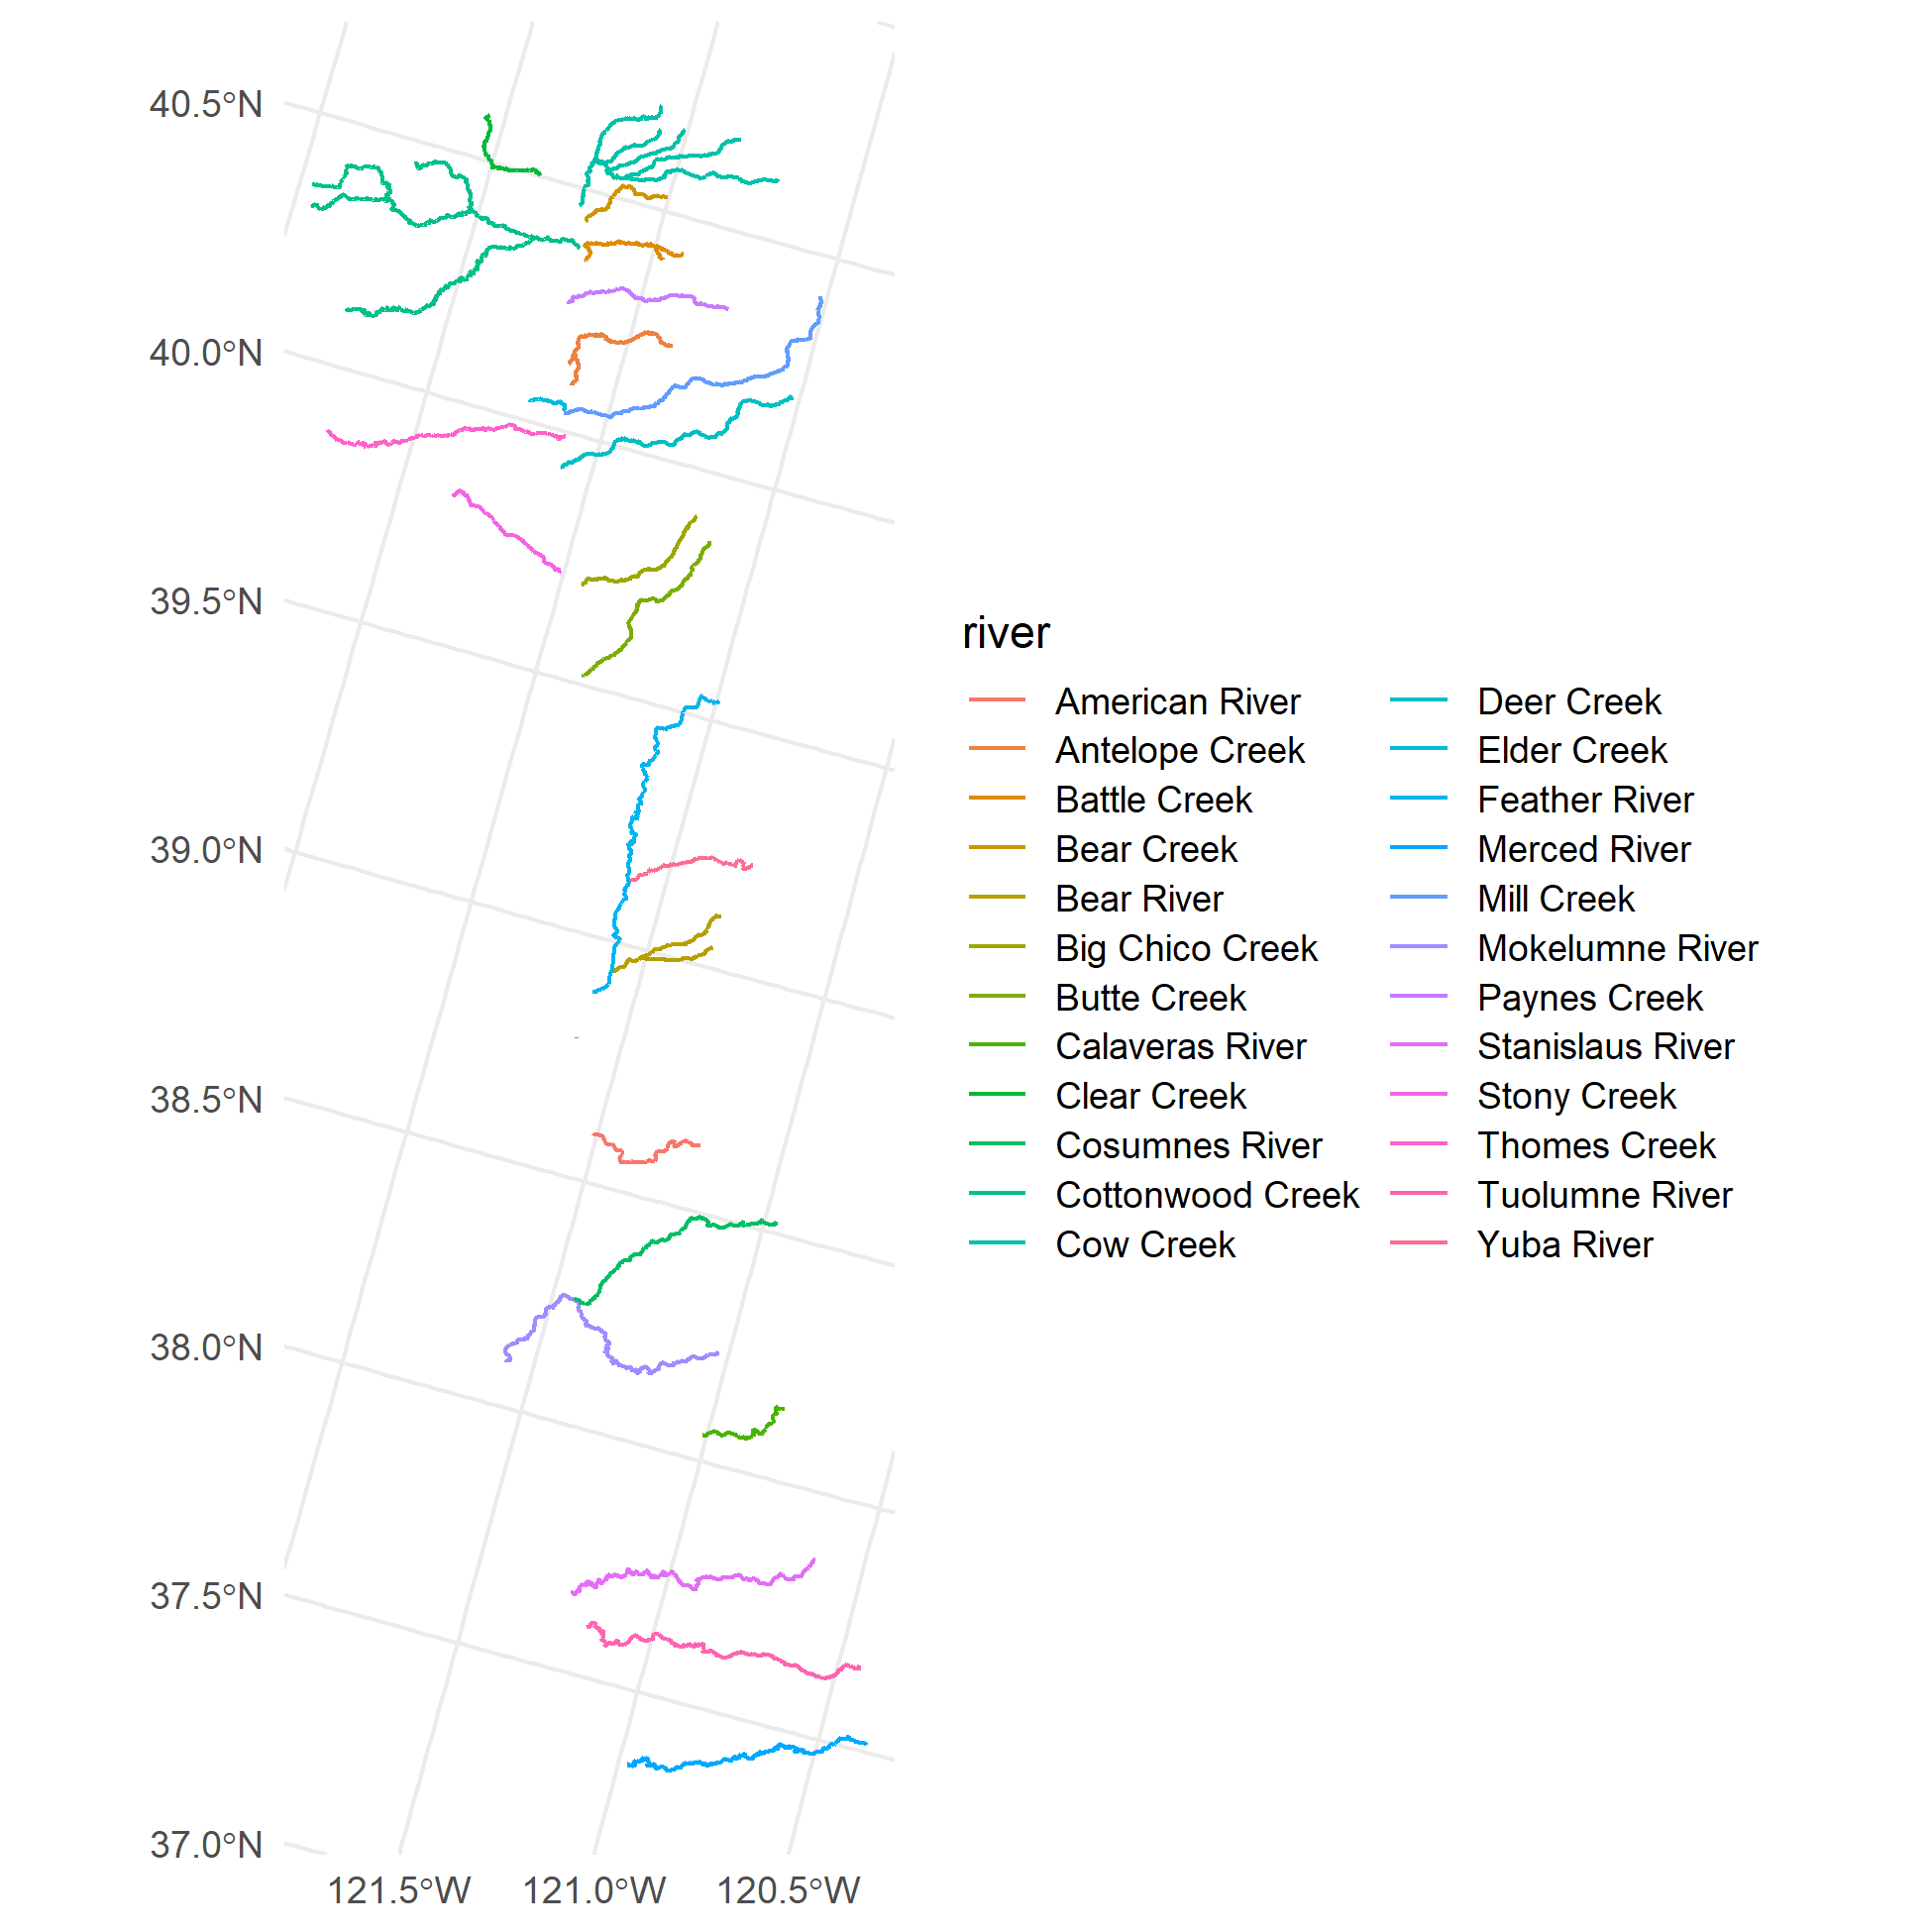 40.5°N
40.0°N
39.5°N
39.0°N
38.5°N
38.0°N
37.5°N
37.0°N
121.5°W
121.0°W
120.5°W
river
American River
Antelope Creek
Battle Creek
Bear Creek
Bear River
Big Chico Creek
Butte Creek
Calaveras River
Clear Creek
Cosumnes River
Cottonwood Creek
Cow Creek
Deer Creek
Elder Creek
Feather River
Merced River
Mill Creek
Mokelumne River
Paynes Creek
Stanislaus River
Stony Creek
Thomes Creek
Tuolumne River
Yuba River